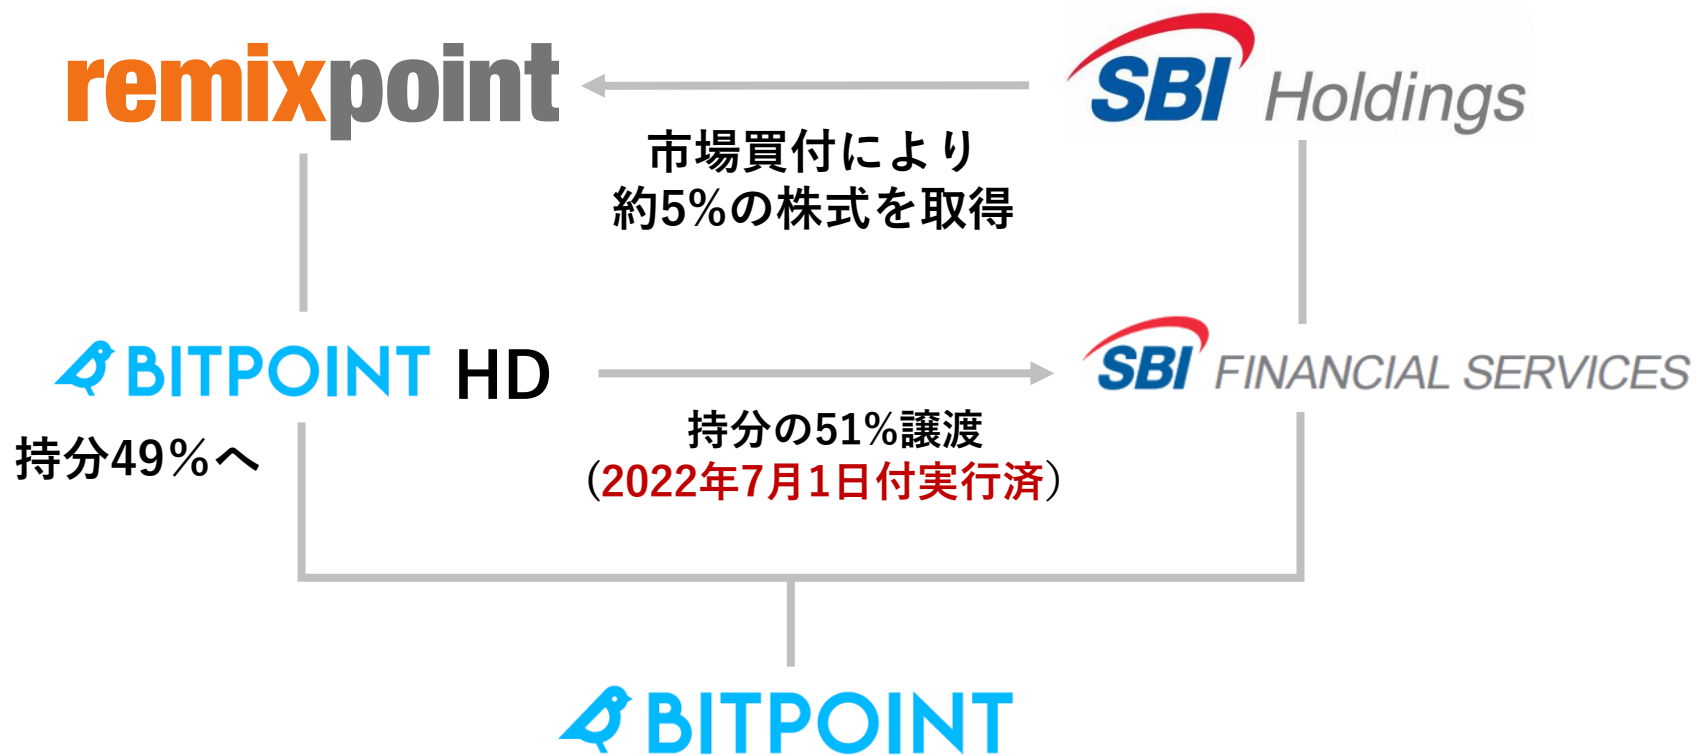 remixpoint
SBI Holdings
市場買付により
約5%の株式を取得
BITPOINT HD
SBI FINANCIAL SERVICES
持分49%へ
持分の51%譲渡
(2022年7月1日付実行済)
BITPOINT